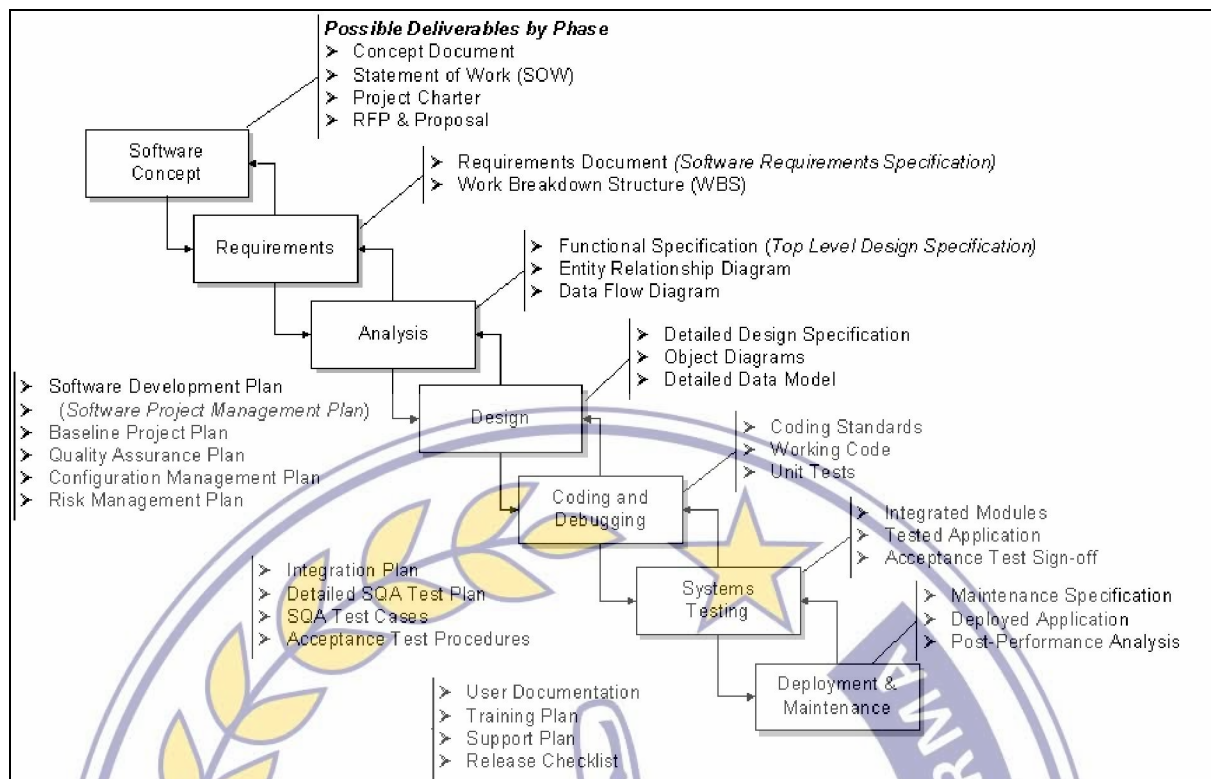 Possible Deliverables by Phase
➤ Concept Document
➤ Statement of Work (SOW)
➤ Project Charter
➤ RFP & Proposal
Software
Concept
➤ Requirements Document (Software Requirements Specification)
➤ Work Breakdown Structure (WBS)
Requirements
➤ Functional Specification (Top Level Design Specification)
➤ Entity Relationship Diagram
➤ Data Flow Diagram
Analysis
➤ Detailed Design Specification
➤ Object Diagrams
➤ Detailed Data Model
Design
➤ Software Development Plan
➤ (Software Project Management Plan)
➤ Baseline Project Plan
➤ Quality Assurance Plan
➤ Configuration Management Plan
➤ Risk Management Plan
➤ Coding Standards
➤ Working Code
➤ Unit Tests
Coding and
Debugging
➤ Integrated Modules
➤ Tested Application
➤ Acceptance Test Sign-off
Systems
Testing
➤ Integration Plan
➤ Detailed SQA Test Plan
➤ SQA Test Cases
➤ Acceptance Test Procedures
➤ Maintenance Specification
➤ Deployed Application
➤ Post-Performance Analysis
Deployment &
Maintenance
➤ User Documentation
➤ Training Plan
➤ Support Plan
➤ Release Checklist
RMA